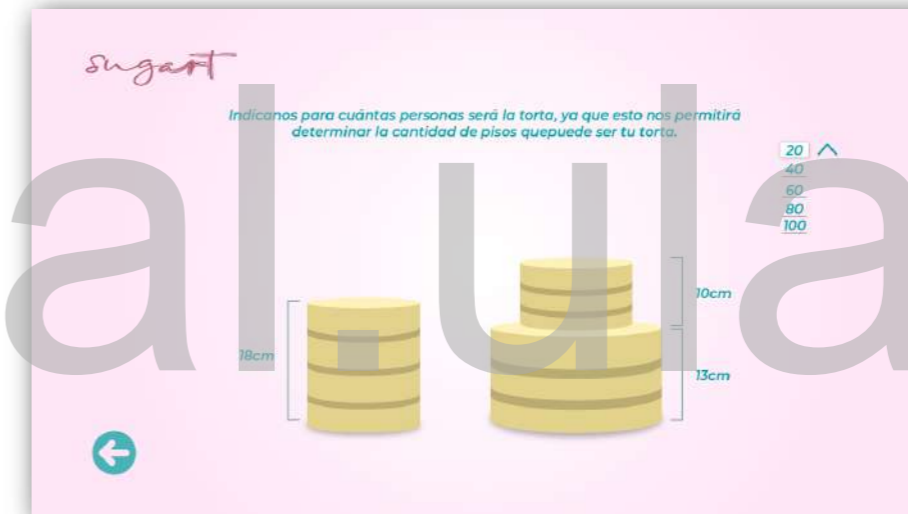 sugart
Indícanos para cuántas personas será la torta, ya que esto nos permitirá
determinar la cantidad de pisos quepuede ser tu torta.
20
40
60
80
100
10cm
18cm
13cm
al.ula